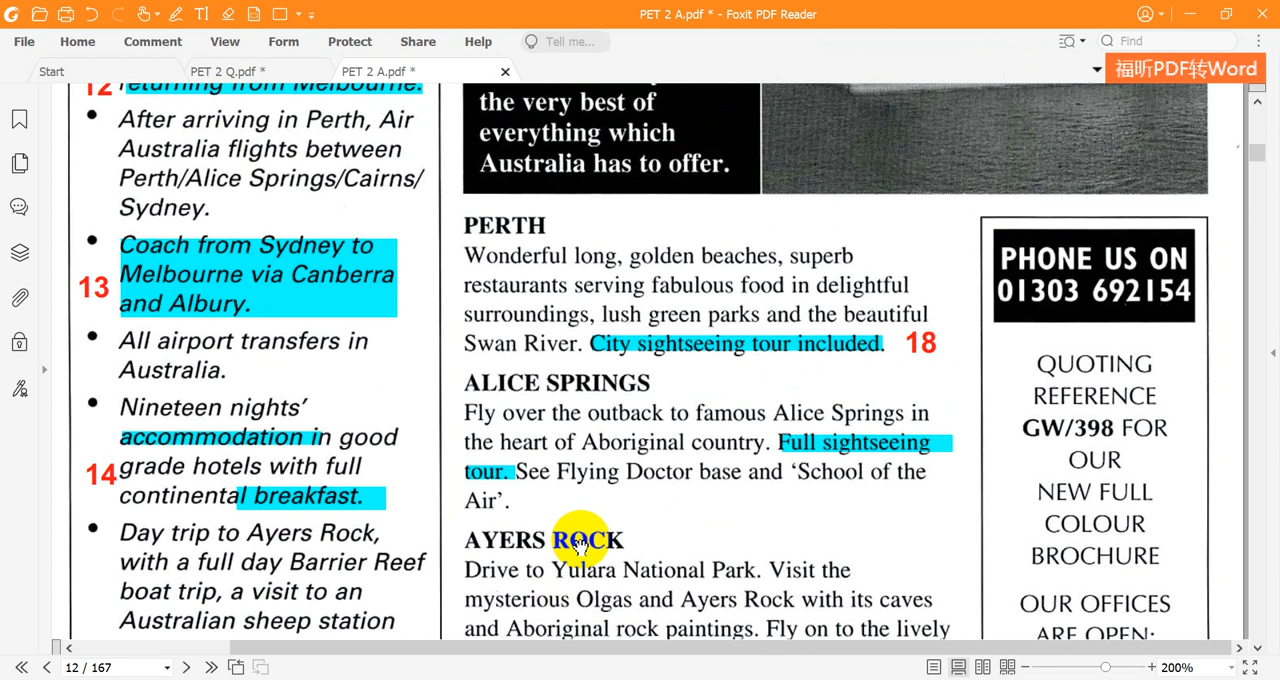 PET 2 A.pdf * - Foxit PDF Reader
File Home Comment View Form Protect Share Help Tell me... Find
Start PET 2 Q.pdf * PET 2 A.pdf * 福昕PDF转Word
12 returning from Melbourne.
After arriving in Perth, Air
Australia flights between
Perth/Alice Springs/Cairns/
Sydney.
Coach from Sydney to
Melbourne via Canberra
13
and Albury.
All airport transfers in
Australia.
Nineteen nights'
accommodation in good
14 grade hotels with full
continental breakfast.
Day trip to Ayers Rock,
with a full day Barrier Reef
boat trip, a visit to an
Australian sheep station
the very best of
everything which
Australia has to offer.
PERTH
Wonderful long, golden beaches, superb
restaurants serving fabulous food in delightful
surroundings, lush green parks and the beautiful
Swan River. City sightseeing tour included. 18
ALICE SPRINGS
Fly over the outback to famous Alice Springs in
the heart of Aboriginal country. Full sightseeing
tour. See Flying Doctor base and 'School of the
Air'.
AYERS ROCK
Drive to Yulara National Park. Visit the
mysterious Olgas and Ayers Rock with its caves
and Aboriginal rock paintings. Fly on to the lively
PHONE US ON
01303 692154
QUOTING
REFERENCE
GW/398 FOR
OUR
NEW FULL
COLOUR
BROCHURE
OUR OFFICES
ARE OPEN:
12 / 167 200%